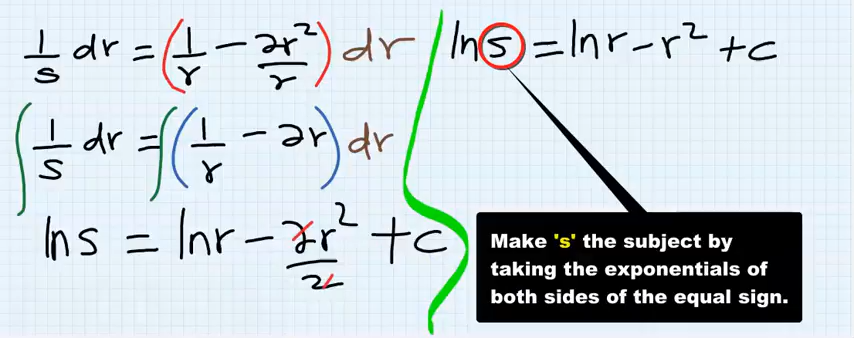 1/s dr = (1/r − 2r²/r) dr
∫ 1/s dr = ∫ (1/r − 2r) dr
ln s = ln r − 2r²/2 + c
ln s = ln r − r² + c
Make 's' the subject by
taking the exponentials of
both sides of the equal sign.